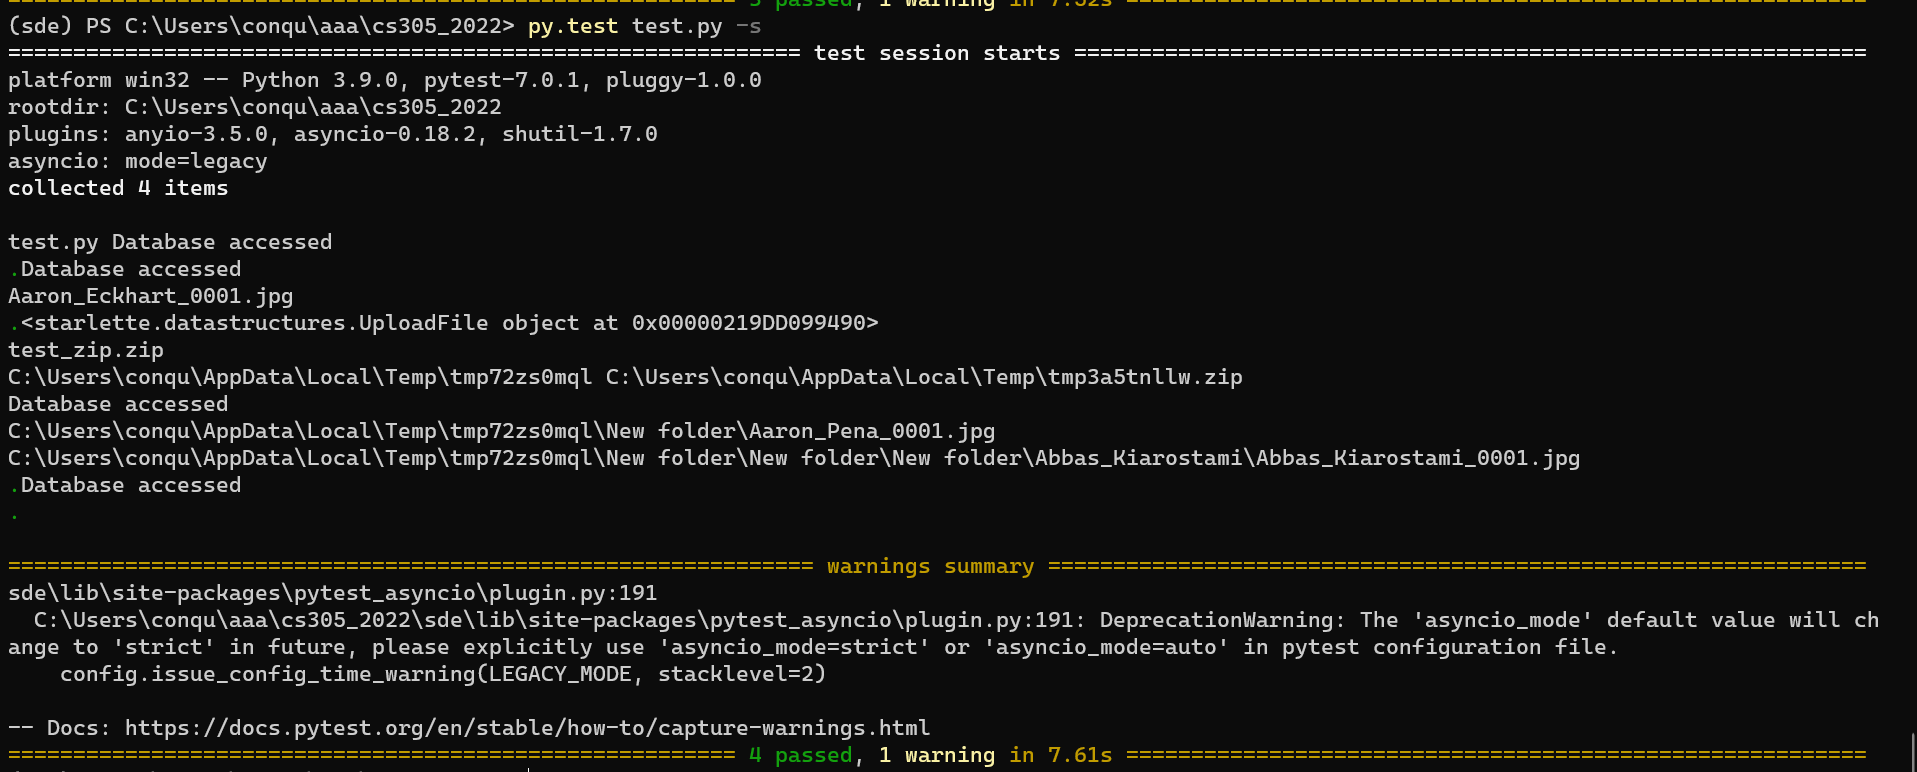 5 passed, 1 warning in 7.52s
(sde) PS C:\Users\conqu\aaa\cs305_2022> py.test test.py -s
============================================================= test session starts =============================================================
platform win32 -- Python 3.9.0, pytest-7.0.1, pluggy-1.0.0
rootdir: C:\Users\conqu\aaa\cs305_2022
plugins: anyio-3.5.0, asyncio-0.18.2, shutil-1.7.0
asyncio: mode=legacy
collected 4 items
test.py Database accessed
.Database accessed
Aaron_Eckhart_0001.jpg
.<starlette.datastructures.UploadFile object at 0x00000219DD099490>
test_zip.zip
C:\Users\conqu\AppData\Local\Temp\tmp72zs0mql C:\Users\conqu\AppData\Local\Temp\tmp3a5tnllw.zip
Database accessed
C:\Users\conqu\AppData\Local\Temp\tmp72zs0mql\New folder\Aaron_Pena_0001.jpg
C:\Users\conqu\AppData\Local\Temp\tmp72zs0mql\New folder\New folder\New folder\Abbas_Kiarostami\Abbas_Kiarostami_0001.jpg
.Database accessed
.
============================================================== warnings summary ===============================================================
sde\lib\site-packages\pytest_asyncio\plugin.py:191
  C:\Users\conqu\aaa\cs305_2022\sde\lib\site-packages\pytest_asyncio\plugin.py:191: DeprecationWarning: The 'asyncio_mode' default value will ch
ange to 'strict' in future, please explicitly use 'asyncio_mode=strict' or 'asyncio_mode=auto' in pytest configuration file.
    config.issue_config_time_warning(LEGACY_MODE, stacklevel=2)
-- Docs: https://docs.pytest.org/en/stable/how-to/capture-warnings.html
======================================================== 4 passed, 1 warning in 7.61s =========================================================